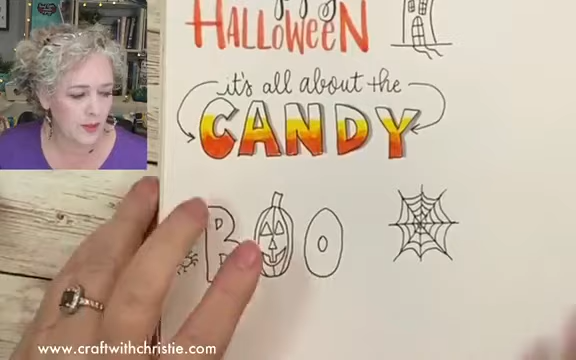 HALLOWEEN
it's all about the
CANDY
BOO
www.craftwithchristie.com